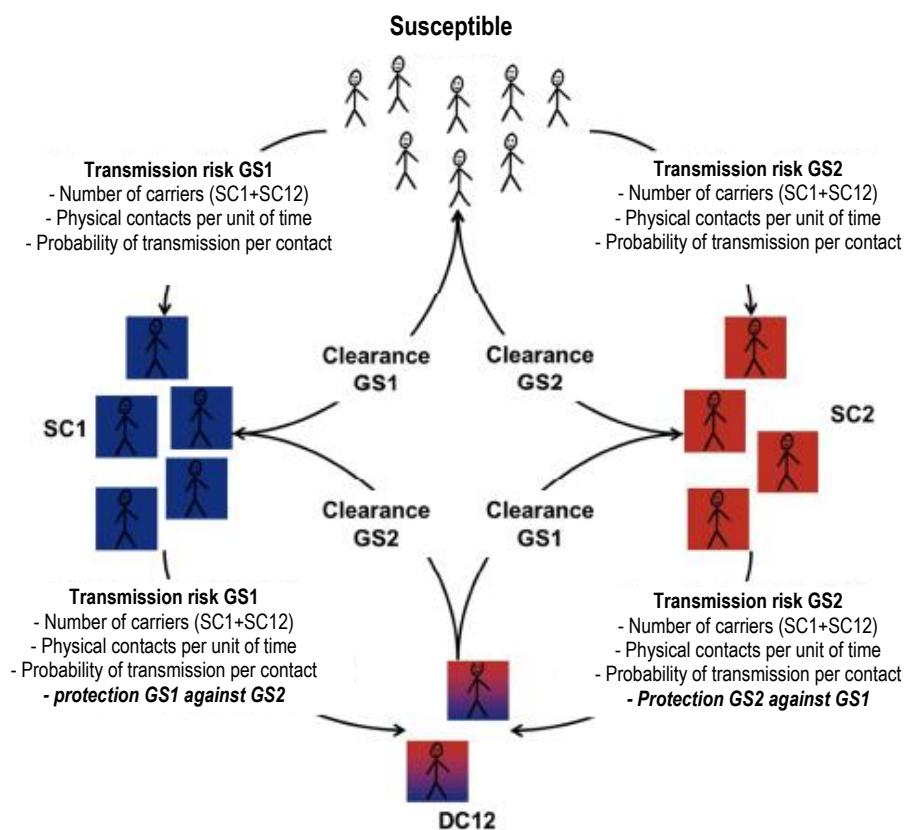 Susceptible
Transmission risk GS1
- Number of carriers (SC1+SC12)
- Physical contacts per unit of time
- Probability of transmission per contact
Transmission risk GS2
- Number of carriers (SC1+SC12)
- Physical contacts per unit of time
- Probability of transmission per contact
Clearance
GS1
Clearance
GS2
SC1
SC2
Clearance
GS2
Clearance
GS1
Transmission risk GS1
- Number of carriers (SC1+SC12)
- Physical contacts per unit of time
- Probability of transmission per contact
- protection GS1 against GS2
Transmission risk GS2
- Number of carriers (SC1+SC12)
- Physical contacts per unit of time
- Probability of transmission per contact
- Protection GS2 against GS1
DC12